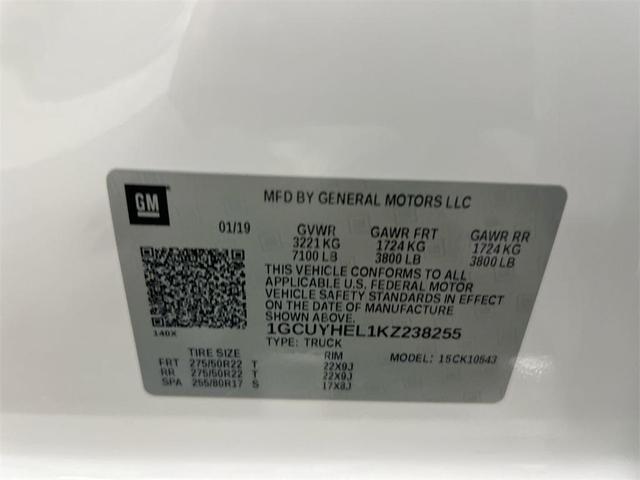 GM
MFD BY GENERAL MOTORS LLC
01/19 GVWR GAWR FRT GAWR RR
3221 KG 1724 KG 1724 KG
7100 LB 3800 LB 3800 LB
THIS VEHICLE CONFORMS TO ALL
APPLICABLE U.S. FEDERAL MOTOR
VEHICLE SAFETY STANDARDS IN EFFECT
ON THE DATE OF MANUFACTURE
SHOWN ABOVE.
1GCUYHEL1KZ238255
140X
TYPE: TRUCK
TIRE SIZE RIM MODEL: 15CK10543
FRT 275/50R22 T 22X9J
RR 275/50R22 T 22X9J
SPA 255/80R17 S 17X8J